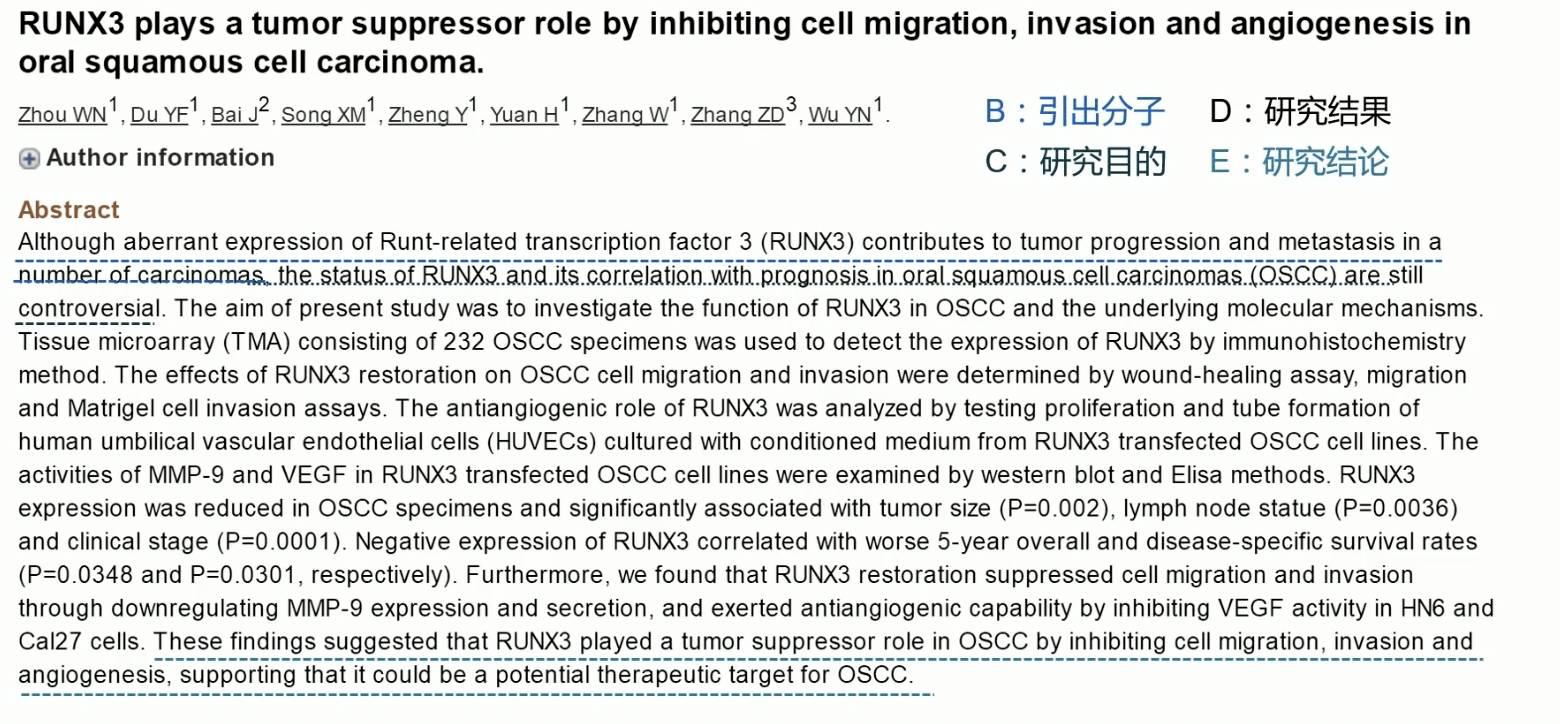 RUNX3 plays a tumor suppressor role by inhibiting cell migration, invasion and angiogenesis in
oral squamous cell carcinoma.
Zhou WN1, Du YF1, Bai J2, Song XM1, Zheng Y1, Yuan H1, Zhang W1, Zhang ZD3, Wu YN1.
B：引出分子 D：研究结果
C：研究目的 E：研究结论
Author information
Abstract
Although aberrant expression of Runt-related transcription factor 3 (RUNX3) contributes to tumor progression and metastasis in a
number of carcinomas, the status of RUNX3 and its correlation with prognosis in oral squamous cell carcinomas (OSCC) are still
controversial. The aim of present study was to investigate the function of RUNX3 in OSCC and the underlying molecular mechanisms.
Tissue microarray (TMA) consisting of 232 OSCC specimens was used to detect the expression of RUNX3 by immunohistochemistry
method. The effects of RUNX3 restoration on OSCC cell migration and invasion were determined by wound-healing assay, migration
and Matrigel cell invasion assays. The antiangiogenic role of RUNX3 was analyzed by testing proliferation and tube formation of
human umbilical vascular endothelial cells (HUVECs) cultured with conditioned medium from RUNX3 transfected OSCC cell lines. The
activities of MMP-9 and VEGF in RUNX3 transfected OSCC cell lines were examined by western blot and Elisa methods. RUNX3
expression was reduced in OSCC specimens and significantly associated with tumor size (P=0.002), lymph node statue (P=0.0036)
and clinical stage (P=0.0001). Negative expression of RUNX3 correlated with worse 5-year overall and disease-specific survival rates
(P=0.0348 and P=0.0301, respectively). Furthermore, we found that RUNX3 restoration suppressed cell migration and invasion
through downregulating MMP-9 expression and secretion, and exerted antiangiogenic capability by inhibiting VEGF activity in HN6 and
Cal27 cells. These findings suggested that RUNX3 played a tumor suppressor role in OSCC by inhibiting cell migration, invasion and
angiogenesis, supporting that it could be a potential therapeutic target for OSCC.